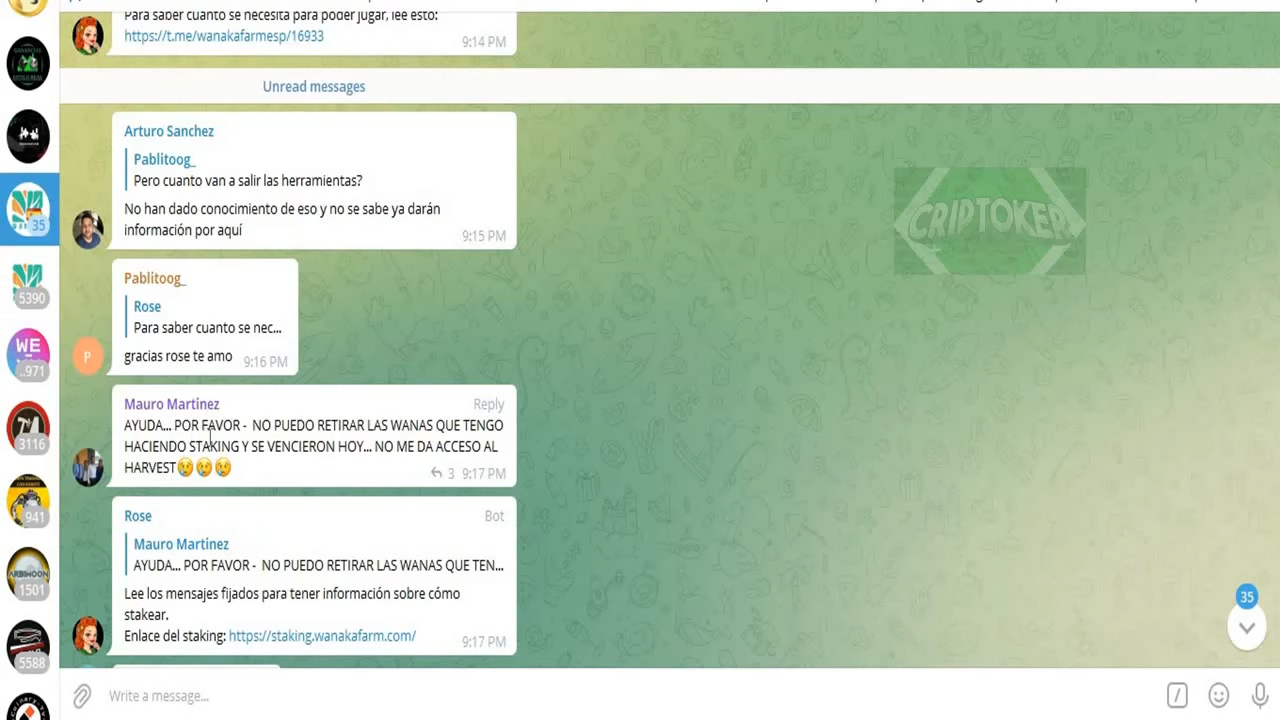 Para saber cuanto se necesita para poder jugar, lee esto:
https://t.me/wanakafarmesp/16933
9:14 PM
Unread messages
Arturo Sanchez
Pablitoog_
Pero cuanto van a salir las herramientas?
No han dado conocimiento de eso y no se sabe ya darán
información por aquí
9:15 PM
CRIPTOKER
35
Pablitoog_
Rose
5390
Para saber cuanto se nec...
WE
P
gracias rose te amo
9:16 PM
..971
Mauro Martinez
Reply
AYUDA... POR FAVOR - NO PUEDO RETIRAR LAS WANAS QUE TENGO
HACIENDO STAKING Y SE VENCIERON HOY... NO ME DA ACCESO AL
3116
HARVEST😢😢😢
3 9:17 PM
Rose
Bot
941
Mauro Martinez
AYUDA... POR FAVOR - NO PUEDO RETIRAR LAS WANAS QUE TEN...
ARBIMOON
1501
Lee los mensajes fijados para tener información sobre cómo
stakear.
35
Enlace del staking: https://staking.wanakafarm.com/
9:17 PM
5588
Write a message...